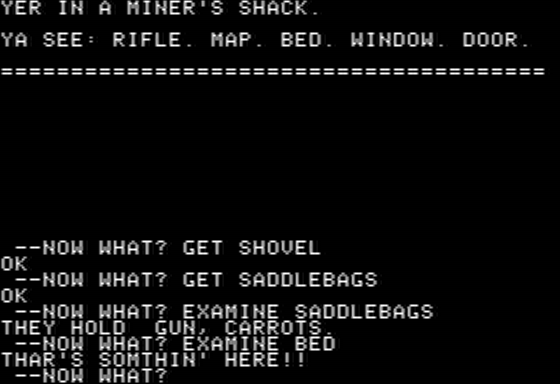 YER IN A MINER'S SHACK.
YA SEE: RIFLE. MAP. BED. WINDOW. DOOR.
========================================
--NOW WHAT? GET SHOVEL
OK
--NOW WHAT? GET SADDLEBAGS
OK
--NOW WHAT? EXAMINE SADDLEBAGS
THEY HOLD  GUN, CARROTS.
--NOW WHAT? EXAMINE BED
THAR'S SOMTHIN' HERE!!
--NOW WHAT?